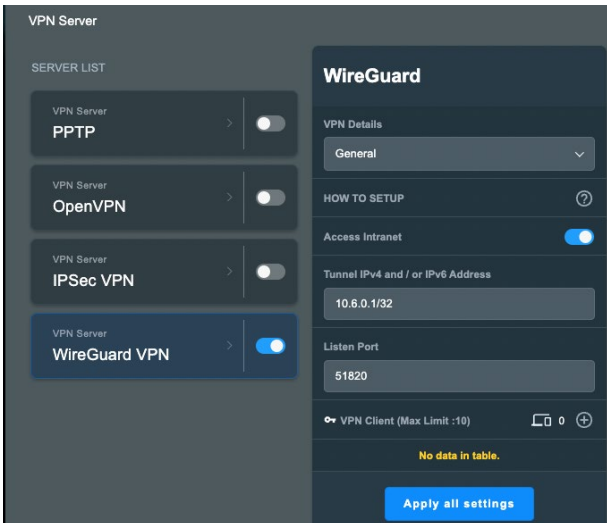 VPN Server
SERVER LIST
VPN Server
PPTP
VPN Server
OpenVPN
VPN Server
IPSec VPN
VPN Server
WireGuard VPN
WireGuard
VPN Details
General
HOW TO SETUP
Access Intranet
Tunnel IPv4 and / or IPv6 Address
10.6.0.1/32
Listen Port
51820
VPN Client (Max Limit :10) 0
No data in table.
Apply all settings